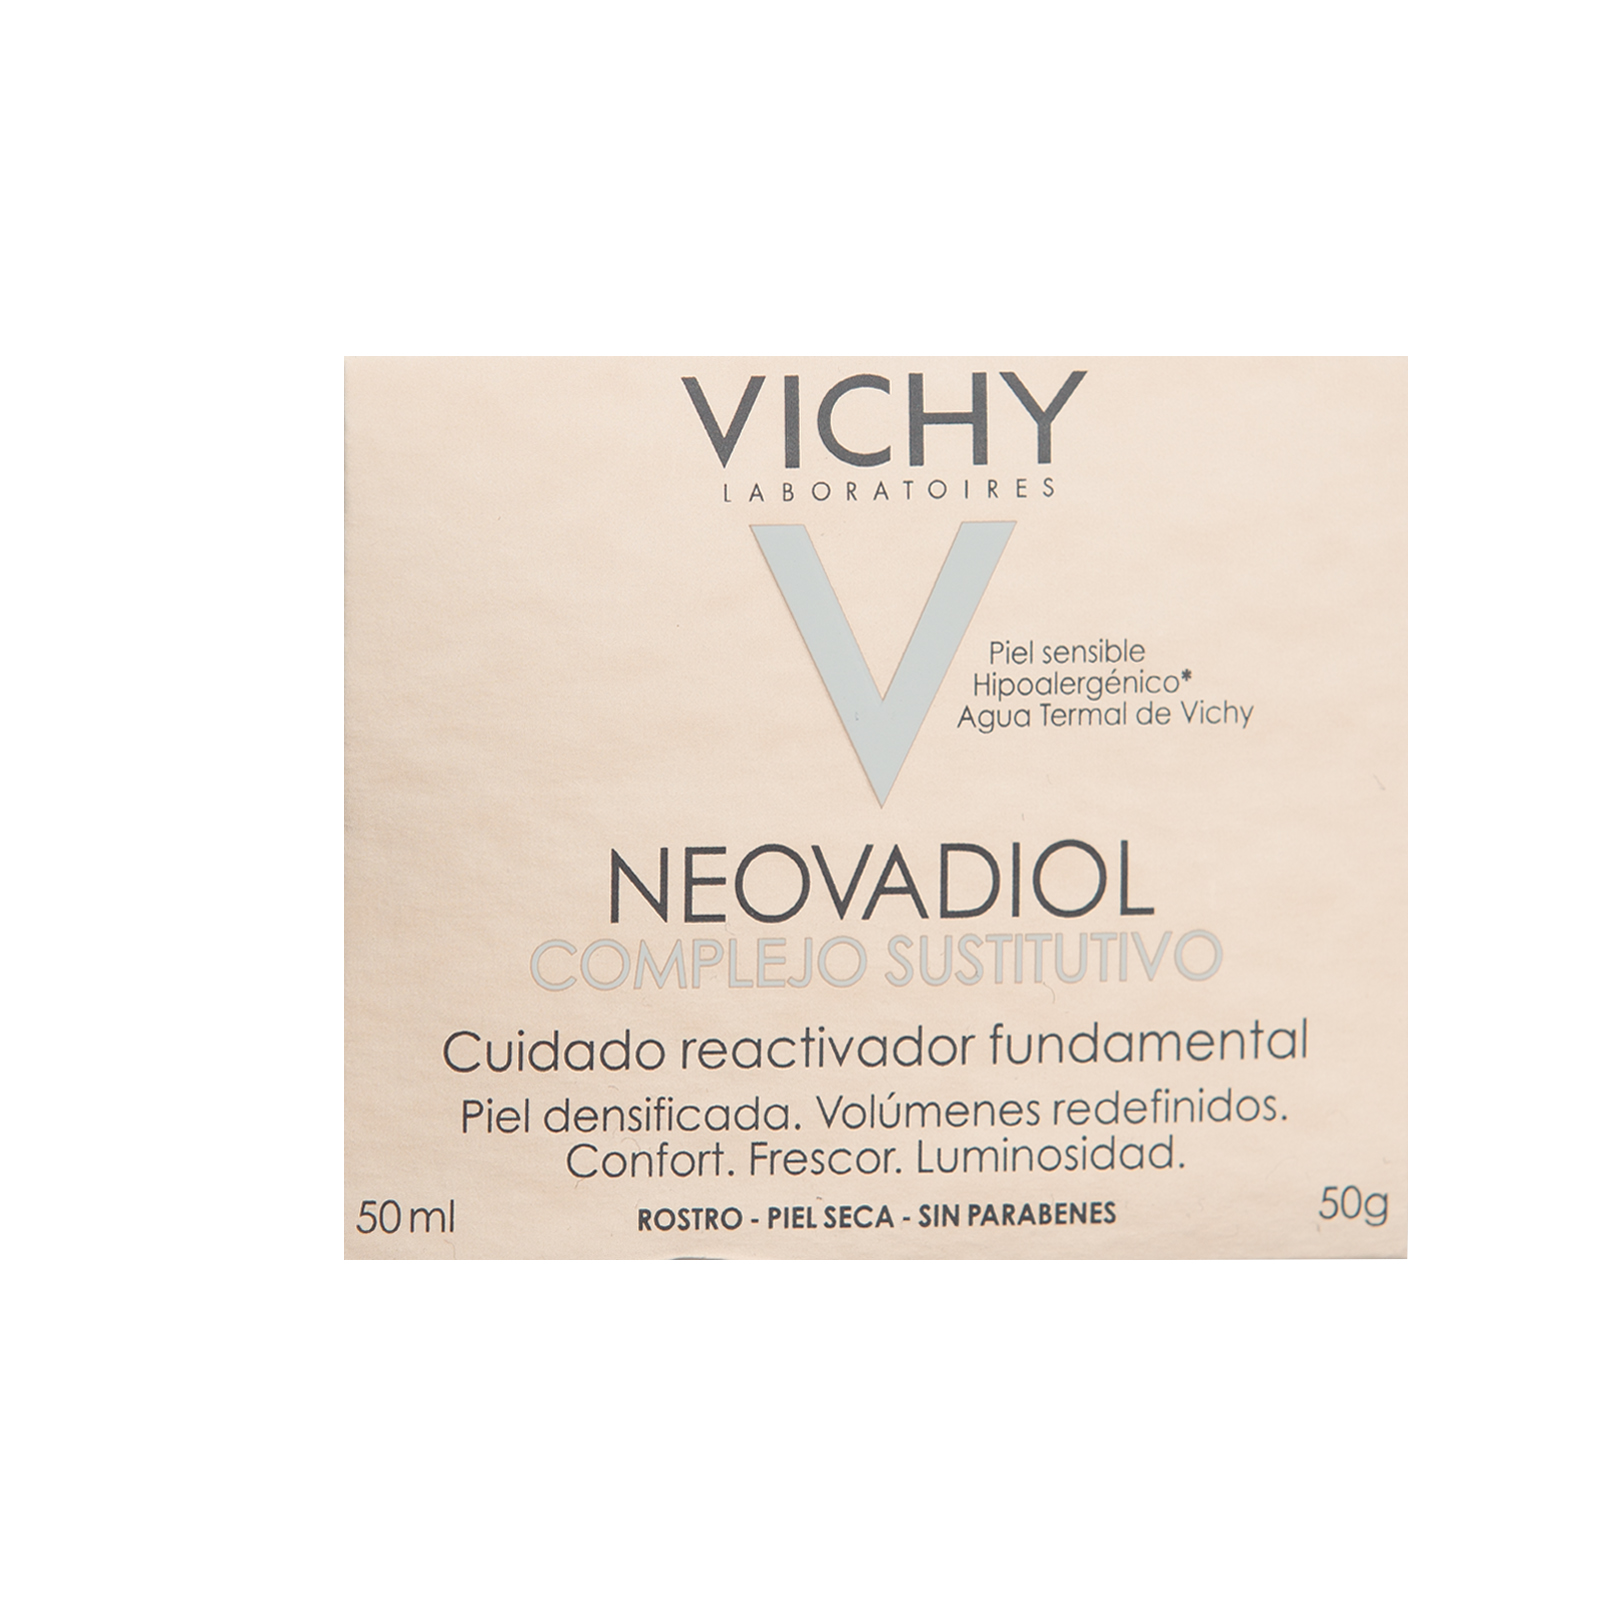 VICHY
LABORATOIRES
Piel sensible
Hipoalergénico*
Agua Termal de Vichy
NEOVADIOL
COMPLEJO SUSTITUTIVO
Cuidado reactivador fundamental
Piel densificada. Volúmenes redefinidos.
Confort. Frescor. Luminosidad.
50 ml ROSTRO - PIEL SECA - SIN PARABENES 50g